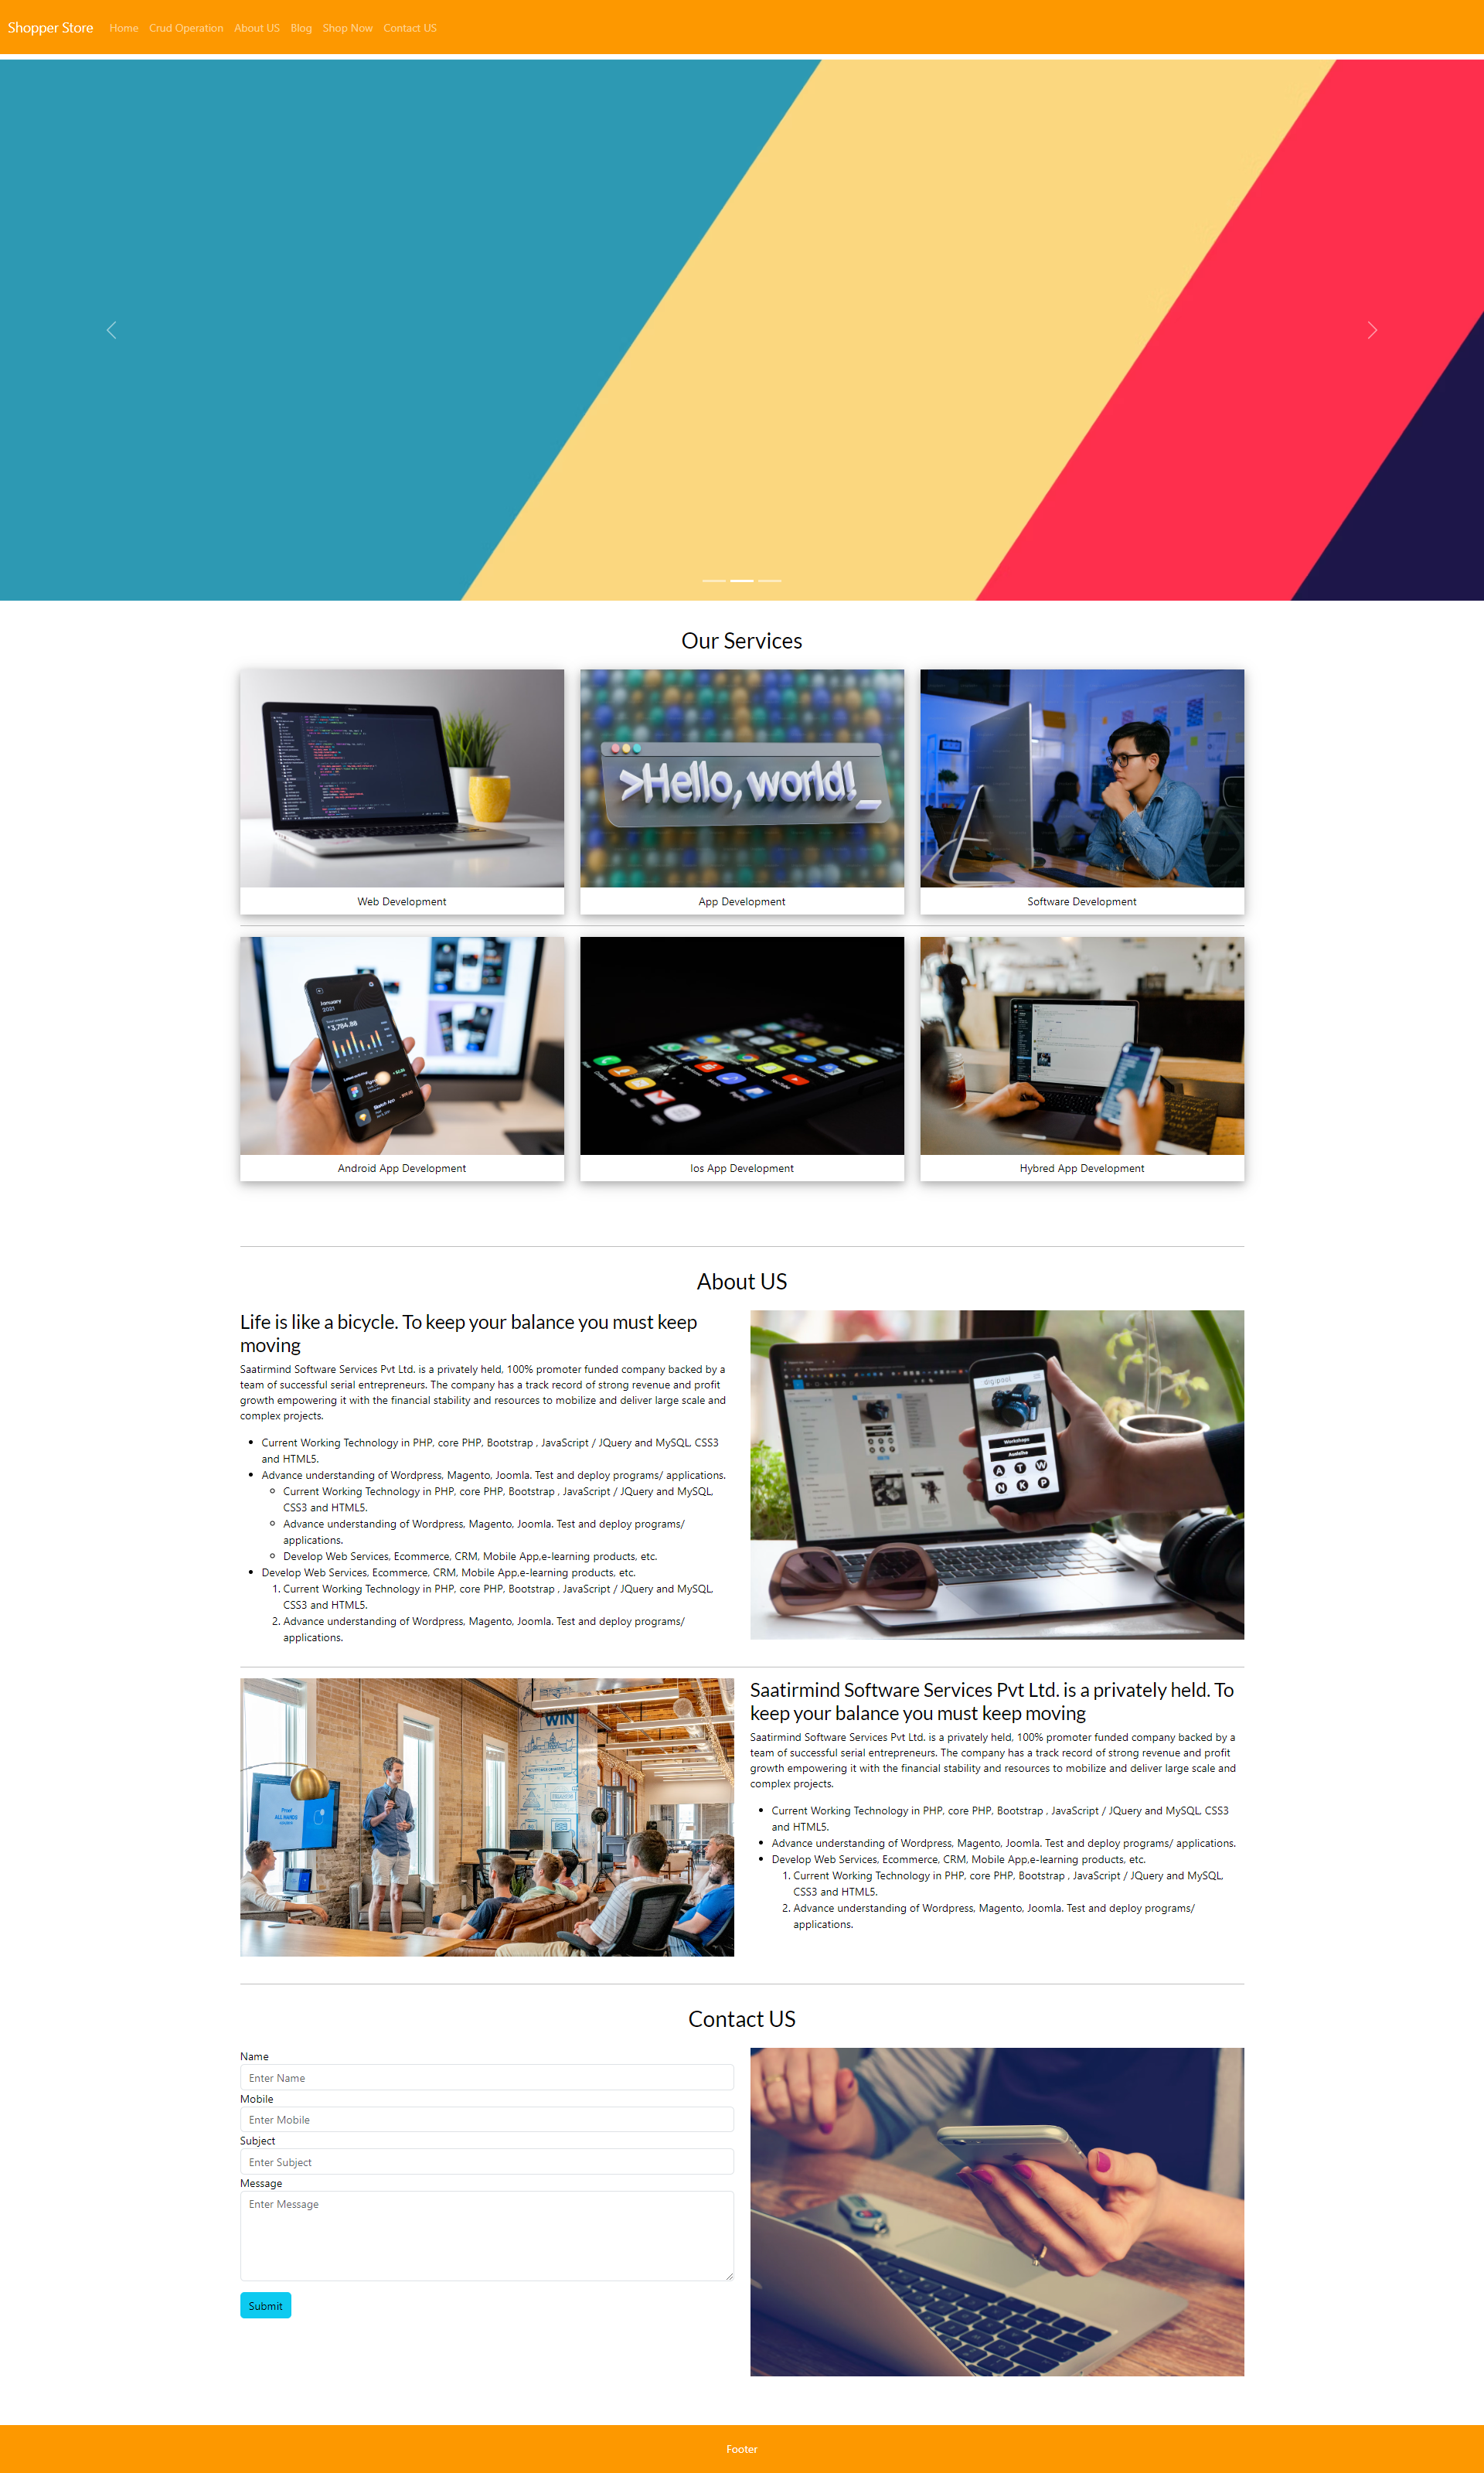 Shopper Store Home Crud Operation About US Blog Shop Now Contact US
Our Services
>Hello, world!_
Web Development
App Development
Software Development
January
2021
3,784.88
Android App Development
Ios App Development
Hybred App Development
About US
Life is like a bicycle. To keep your balance you must keep
moving
Saatirmind Software Services Pvt Ltd. is a privately held, 100% promoter funded company backed by a
team of successful serial entrepreneurs. The company has a track record of strong revenue and profit
growth empowering it with the financial stability and resources to mobilize and deliver large scale and
complex projects.
Current Working Technology in PHP, core PHP, Bootstrap , JavaScript / JQuery and MySQL, CSS3
and HTML5.
Advance understanding of Wordpress, Magento, Joomla. Test and deploy programs/ applications.
Current Working Technology in PHP, core PHP, Bootstrap , JavaScript / JQuery and MySQL,
CSS3 and HTML5.
Advance understanding of Wordpress, Magento, Joomla. Test and deploy programs/
applications.
Develop Web Services, Ecommerce, CRM, Mobile App,e-learning products, etc.
Develop Web Services, Ecommerce, CRM, Mobile App,e-learning products, etc.
1. Current Working Technology in PHP, core PHP, Bootstrap , JavaScript / JQuery and MySQL,
CSS3 and HTML5.
2. Advance understanding of Wordpress, Magento, Joomla. Test and deploy programs/
applications.
digipool
Workshops
A T W
N K P
WIN
Proof
ALL HANDS
Saatirmind Software Services Pvt Ltd. is a privately held. To
keep your balance you must keep moving
Saatirmind Software Services Pvt Ltd. is a privately held, 100% promoter funded company backed by a
team of successful serial entrepreneurs. The company has a track record of strong revenue and profit
growth empowering it with the financial stability and resources to mobilize and deliver large scale and
complex projects.
Current Working Technology in PHP, core PHP, Bootstrap , JavaScript / JQuery and MySQL, CSS3
and HTML5.
Advance understanding of Wordpress, Magento, Joomla. Test and deploy programs/ applications.
Develop Web Services, Ecommerce, CRM, Mobile App,e-learning products, etc.
1. Current Working Technology in PHP, core PHP, Bootstrap , JavaScript / JQuery and MySQL,
CSS3 and HTML5.
2. Advance understanding of Wordpress, Magento, Joomla. Test and deploy programs/
applications.
Contact US
Name
Enter Name
Mobile
Enter Mobile
Subject
Enter Subject
Message
Enter Message
Submit
Footer